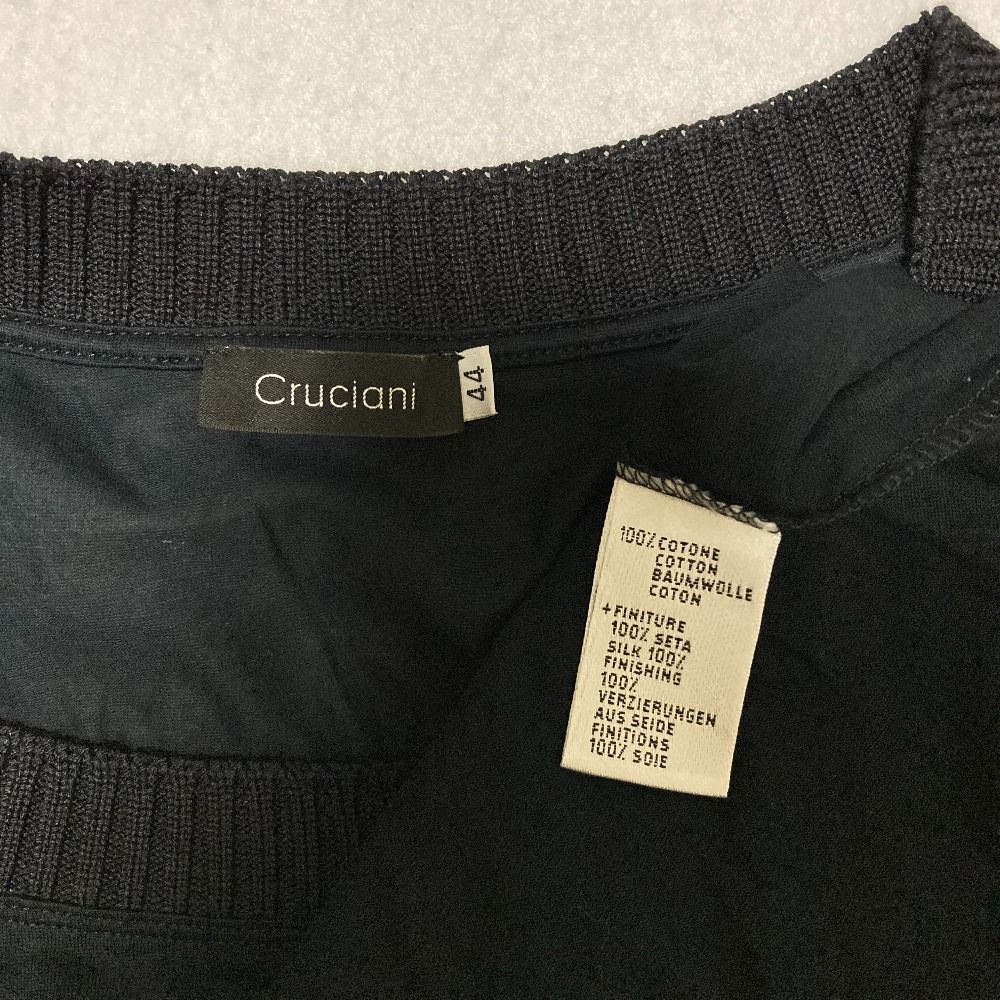 Cruciani
44
100% COTONE
COTTON
BAUMWOLLE
COTON
+FINITURE
100% SETA
SILK 100%
FINISHING
100%
VERZIERUNGEN
AUS SEIDE
FINITIONS
100% SOIE